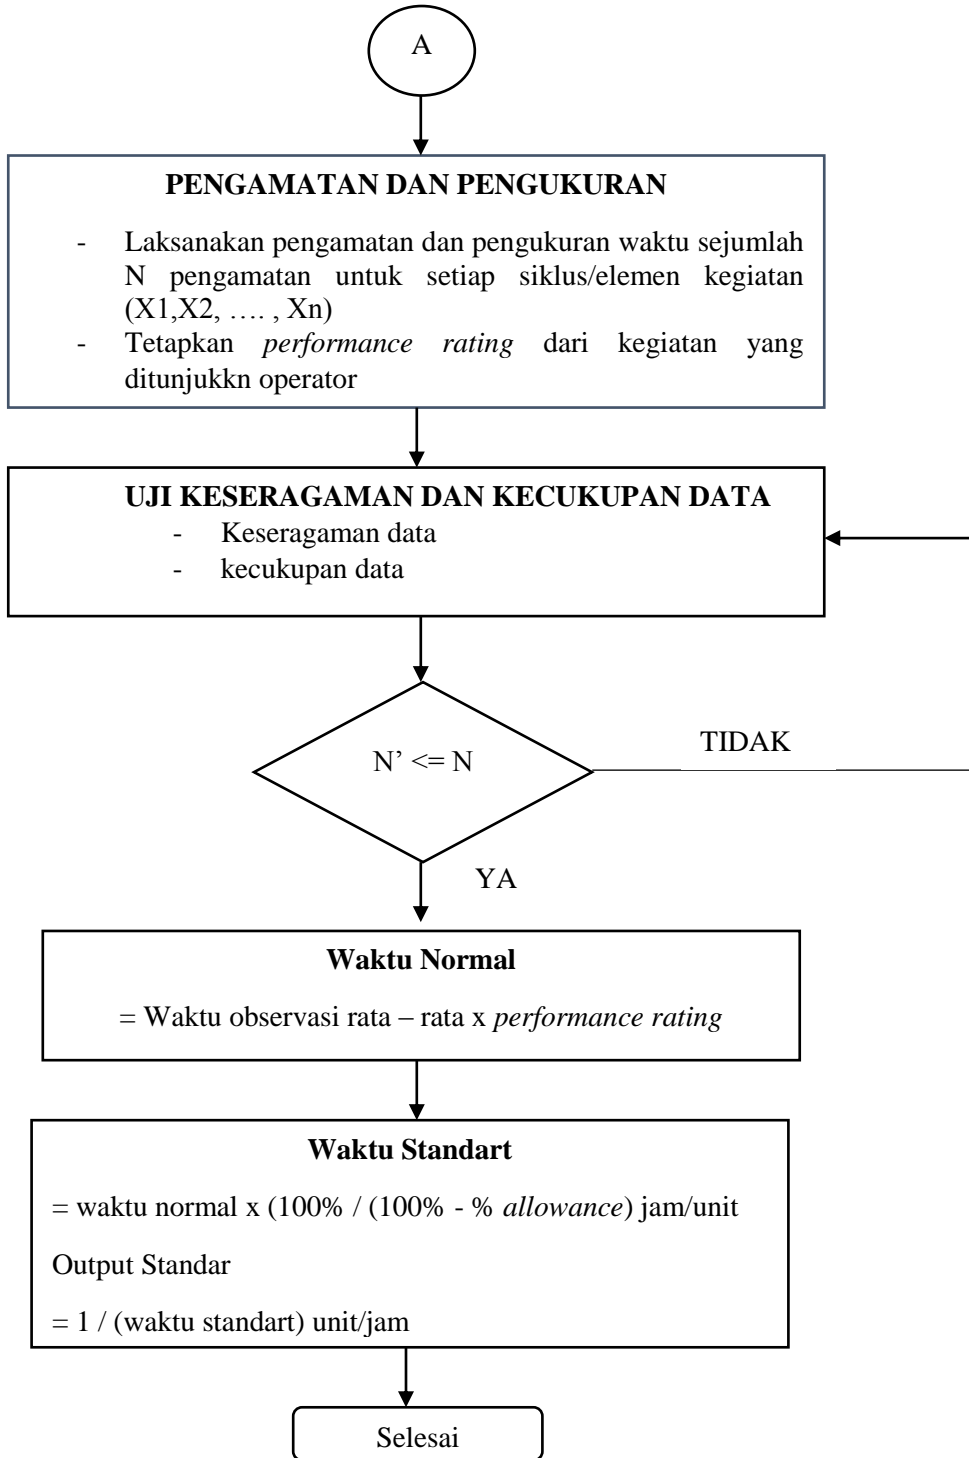 A
PENGAMATAN DAN PENGUKURAN
- Laksanakan pengamatan dan pengukuran waktu sejumlah
N pengamatan untuk setiap siklus/elemen kegiatan
(X1,X2, …. , Xn)
- Tetapkan performance rating dari kegiatan yang
ditunjukkn operator
UJI KESERAGAMAN DAN KECUKUPAN DATA
- Keseragaman data
- kecukupan data
N’ <= N
TIDAK
YA
Waktu Normal
= Waktu observasi rata – rata x performance rating
Waktu Standart
= waktu normal x (100% / (100% - % allowance) jam/unit
Output Standar
= 1 / (waktu standart) unit/jam
Selesai